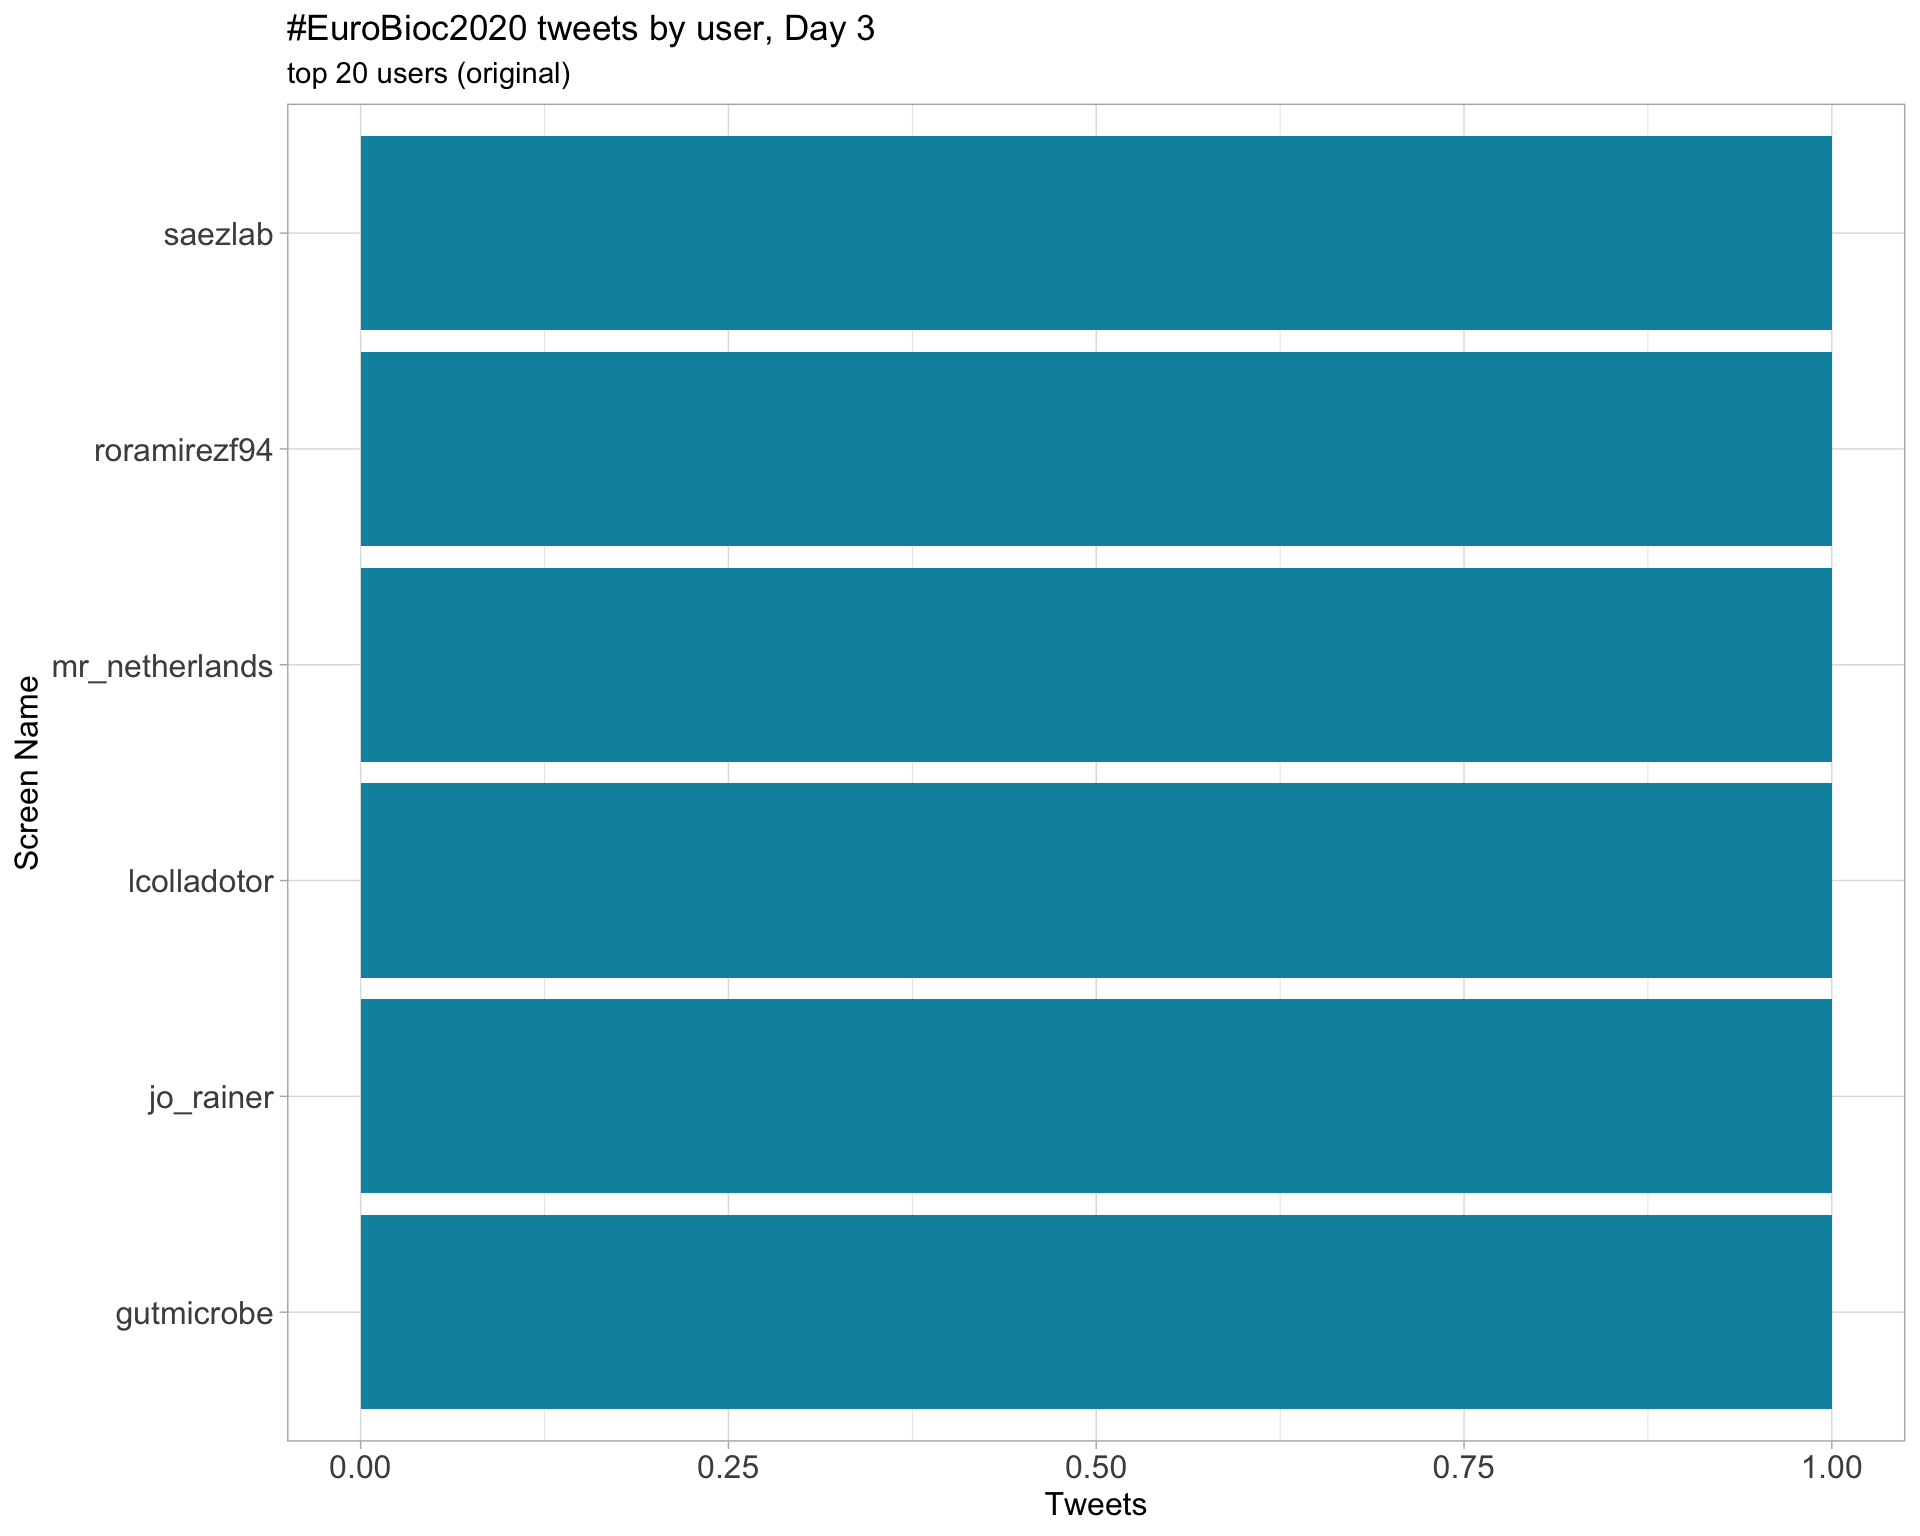 #EuroBioc2020 tweets by user, Day 3
top 20 users (original)
Screen Name
saezlab
roramirezf94
mr_netherlands
lcolladotor
jo_rainer
gutmicrobe
0.00 0.25 0.50 0.75 1.00
Tweets